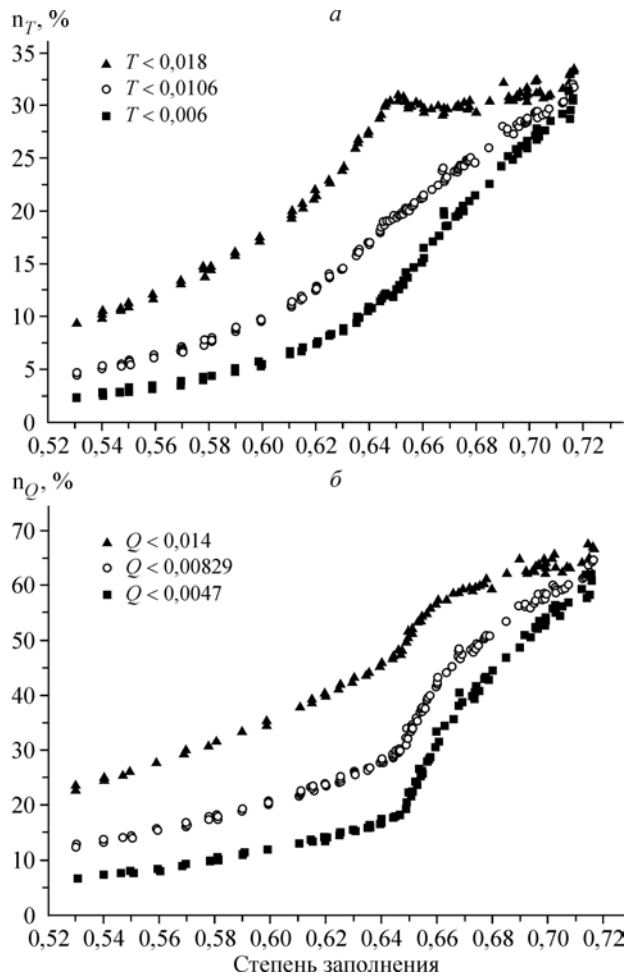 n_T, %
а
35
30
25
20
15
10
5
0
▲ T < 0,018
○ T < 0,0106
■ T < 0,006
0,52 0,54 0,56 0,58 0,60 0,62 0,64 0,66 0,68 0,70 0,72
n_Q, %
б
70
60
50
40
30
20
10
0
▲ Q < 0,014
○ Q < 0,00829
■ Q < 0,0047
0,52 0,54 0,56 0,58 0,60 0,62 0,64 0,66 0,68 0,70 0,72
Степень заполнения